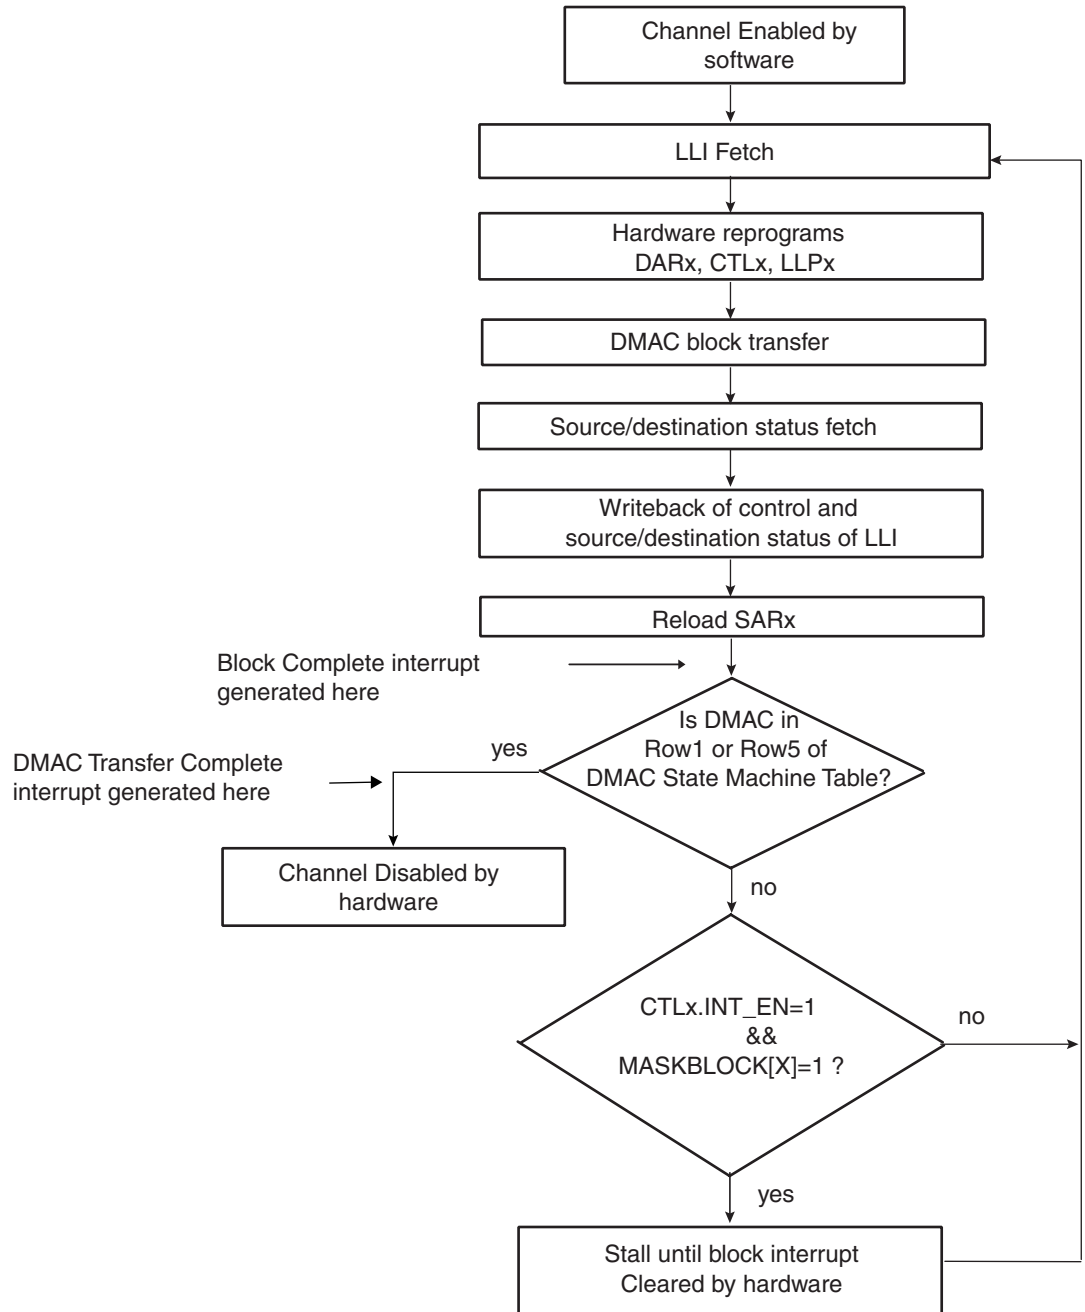 Channel Enabled by
software
LLI Fetch
Hardware reprograms
DARx, CTLx, LLPx
DMAC block transfer
Source/destination status fetch
Writeback of control and
source/destination status of LLI
Reload SARx
Block Complete interrupt
generated here
Is DMAC in
Row1 or Row5 of
DMAC State Machine Table?
yes
DMAC Transfer Complete
interrupt generated here
Channel Disabled by
hardware
no
CTLx.INT_EN=1
&&
MASKBLOCK[X]=1 ?
no
yes
Stall until block interrupt
Cleared by hardware